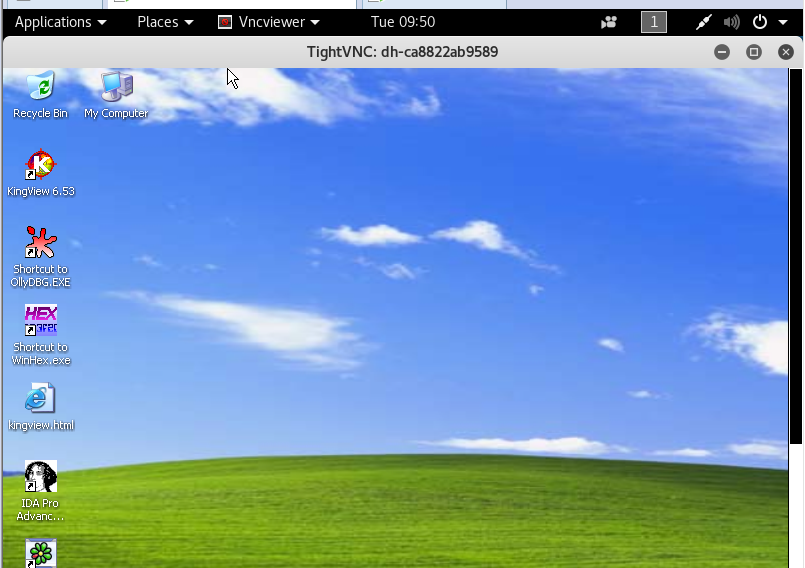 Applications Places Vncviewer Tue 09:50 1
TightVNC: dh-ca8822ab9589
Recycle Bin My Computer
KingView 6.53
Shortcut to
OllyDBG.EXE
HEX
Shortcut to
WinHex.exe
kingview.html
IDA Pro
Advanc...